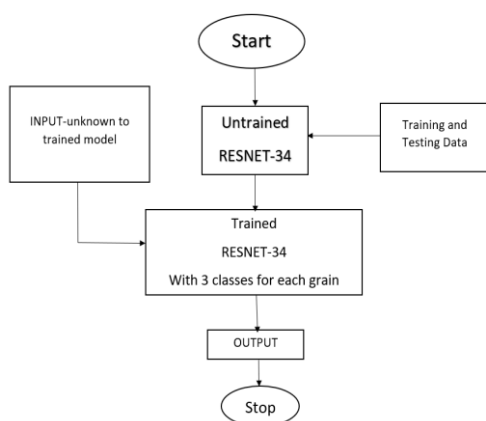 Start
INPUT-unknown to
trained model
Untrained
RESNET-34
Training and
Testing Data
Trained
RESNET-34
With 3 classes for each grain
OUTPUT
Stop